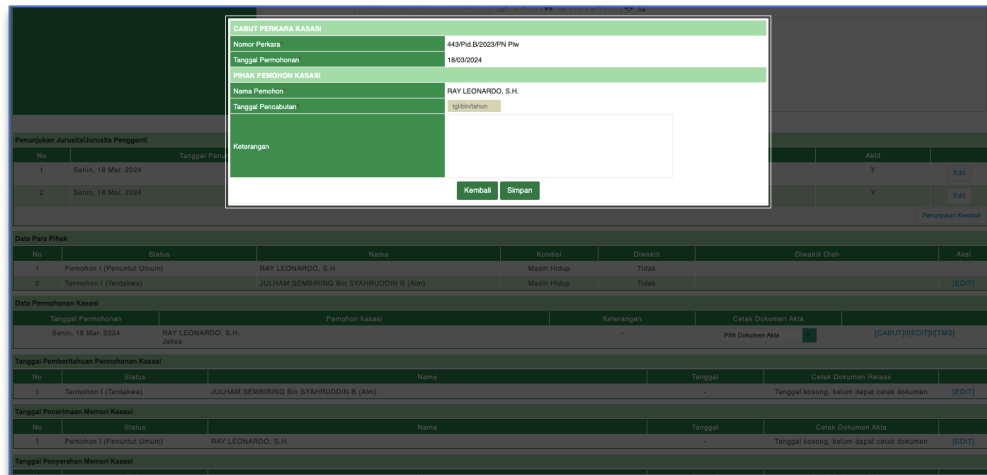 CABUT PERKARA KASASI
Nomor Perkara 443/Pid.B/2023/PN Plw
Tanggal Permohonan* 18/03/2024
PIHAK PEMOHON KASASI
Nama Pemohon* RAY LEONARDO, S.H.
Tanggal Pencabutan* tgl/bln/tahun
Keterangan
Kembali Simpan
Penunjukan Jurusita/Jurusita Pengganti
No Tanggal Penu Aktif
1 Senin, 18 Mar. 2024 Y Edit
2 Senin, 18 Mar. 2024 Y Edit
Penunjukan Kembali
Data Para Pihak
No Status Nama Kondisi Diwakili Diwakili Oleh Aksi
1 Pemohon I (Penuntut Umum) RAY LEONARDO, S.H. Masih Hidup Tidak
2 Termohon I (Terdakwa) JULHAM SEMBIRING Bin SYAHRUDDIN B (Alm) Masih Hidup Tidak [EDIT]
Data Permohonan Kasasi
Tanggal Permohonan Pemohon kasasi Keterangan Cetak Dokumen Akta
Senin, 18 Mar. 2024 RAY LEONARDO, S.H. - Pilih Dokumen Akta [CABUT]|[EDIT]|[TMS]
Jaksa
Tanggal Pemberitahuan Permohonan Kasasi
No Status Nama Tanggal Cetak Dokumen Relaas
1 Termohon I (Terdakwa) JULHAM SEMBIRING Bin SYAHRUDDIN B (Alm) - Tanggal kosong, belum dapat cetak dokumen [EDIT]
Tanggal Penerimaan Memori Kasasi
No Status Nama Tanggal Cetak Dokumen Akta
1 Pemohon I (Penuntut Umum) RAY LEONARDO, S.H. - Tanggal kosong, belum dapat cetak dokumen [EDIT]
Tanggal Penyerahan Memori Kasasi